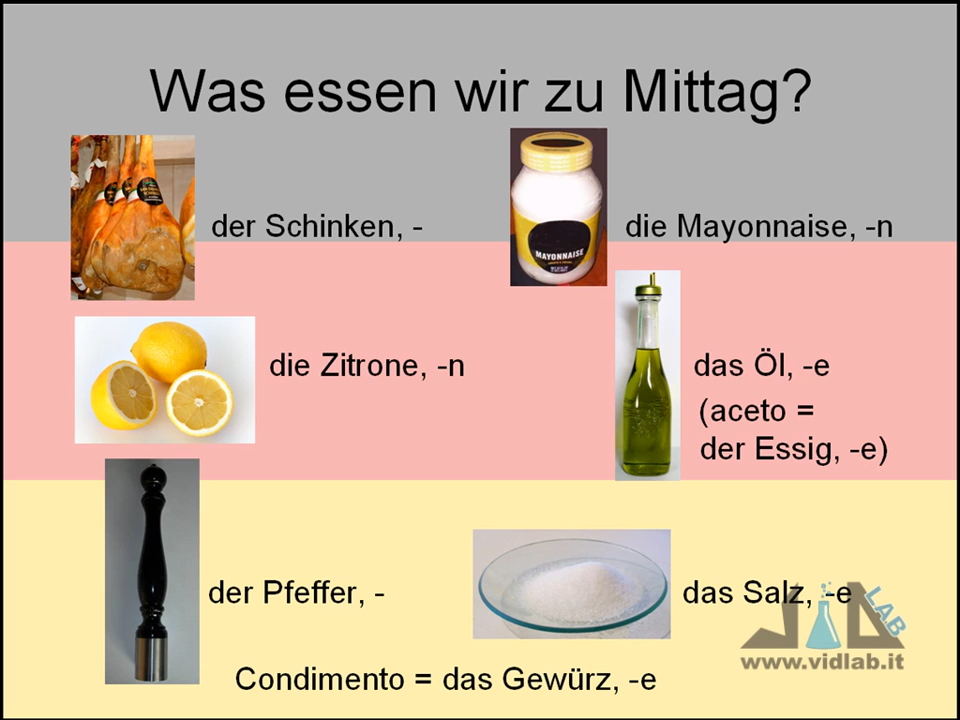 Was essen wir zu Mittag?
der Schinken, -
die Mayonnaise, -n
MAYONNAISE
die Zitrone, -n
das Öl, -e
(aceto =
der Essig, -e)
der Pfeffer, -
das Salz, -e
LAB
www.vidlab.it
Condimento = das Gewürz, -e